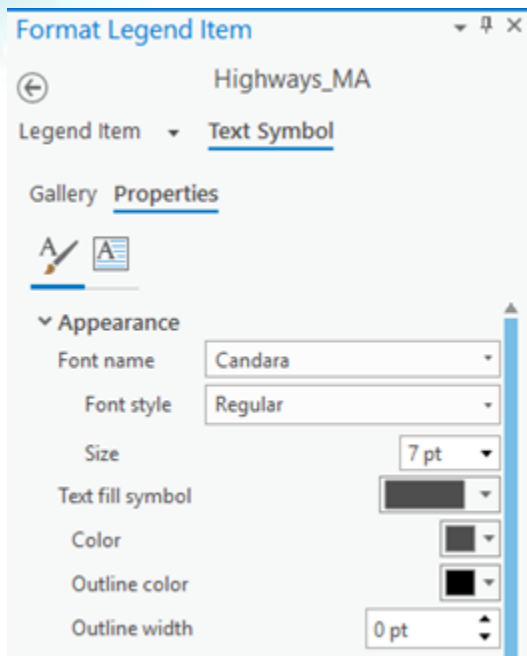 Format Legend Item
Highways_MA
Legend Item Text Symbol
Gallery Properties
A A
Appearance
Font name Candara
Font style Regular
Size 7 pt
Text fill symbol
Color
Outline color
Outline width 0 pt